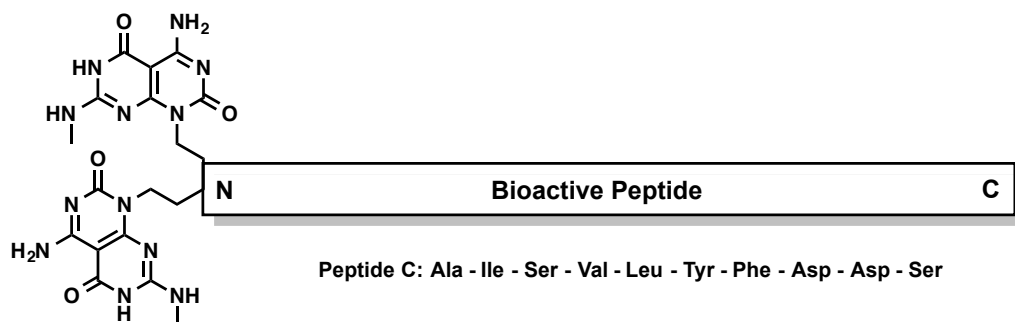 O NH₂
HN N
HN N N O
O
N N
H₂N N
O N NH
H
N Bioactive Peptide C
Peptide C: Ala - Ile - Ser - Val - Leu - Tyr - Phe - Asp - Asp - Ser